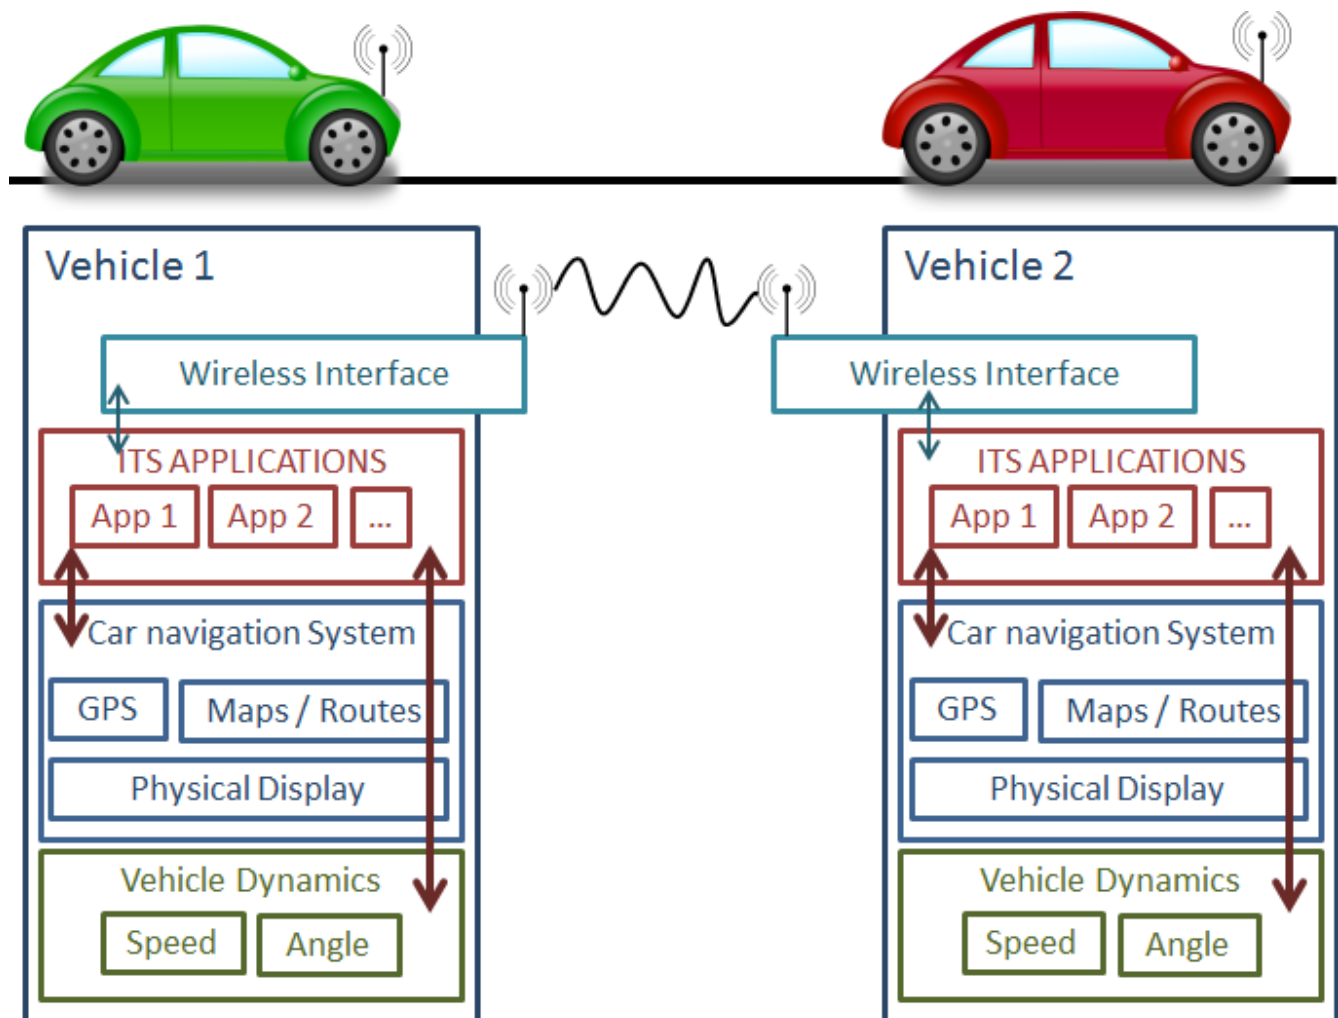 Vehicle 1
Wireless Interface
ITS APPLICATIONS
App 1
App 2
...
Car navigation System
GPS
Maps / Routes
Physical Display
Vehicle Dynamics
Speed
Angle
Vehicle 2
Wireless Interface
ITS APPLICATIONS
App 1
App 2
...
Car navigation System
GPS
Maps / Routes
Physical Display
Vehicle Dynamics
Speed
Angle